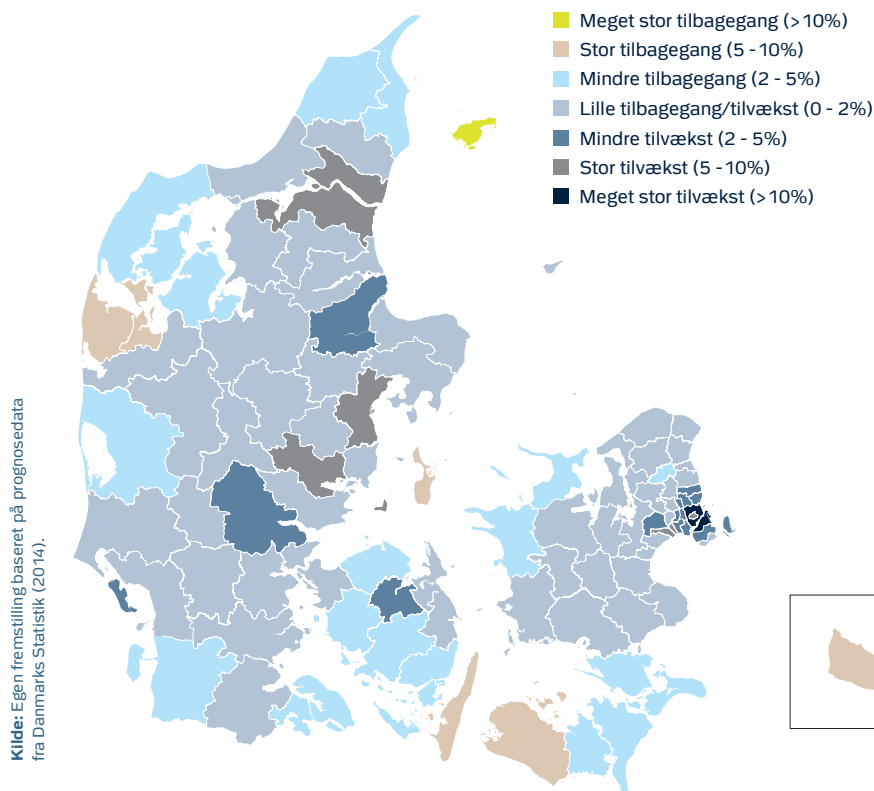 Meget stor tilbagegang (>10%)
Stor tilbagegang (5 -10%)
Mindre tilbagegang (2 - 5%)
Lille tilbagegang/tilvækst (0 - 2%)
Mindre tilvækst (2 - 5%)
Stor tilvækst (5 -10%)
Meget stor tilvækst (>10%)
Kilde: Egen fremstilling baseret på prognosedata
fra Danmarks Statistik (2014).